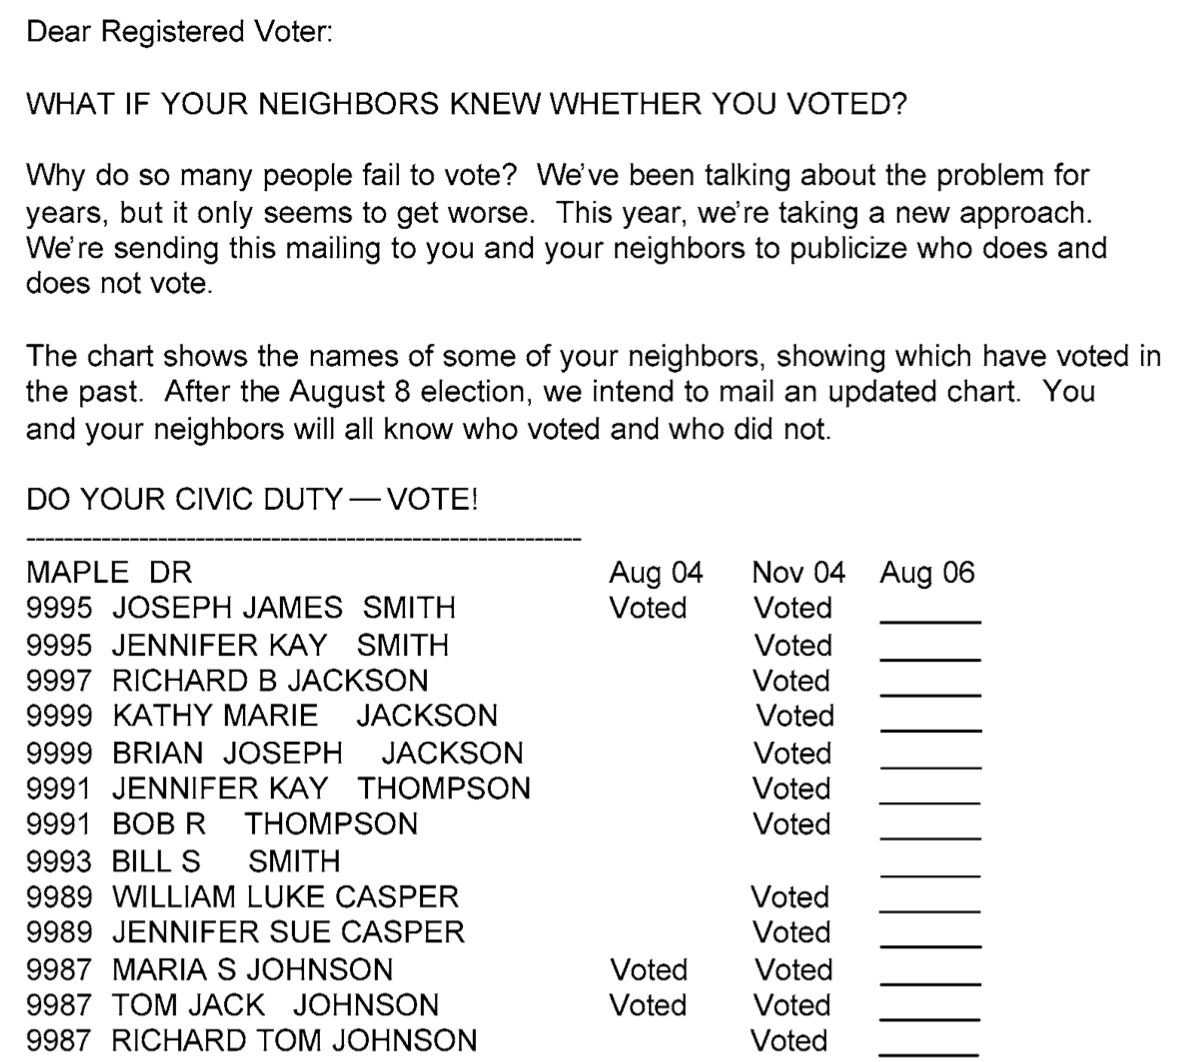 Dear Registered Voter:
WHAT IF YOUR NEIGHBORS KNEW WHETHER YOU VOTED?
Why do so many people fail to vote? We've been talking about the problem for
years, but it only seems to get worse. This year, we're taking a new approach.
We're sending this mailing to you and your neighbors to publicize who does and
does not vote.
The chart shows the names of some of your neighbors, showing which have voted in
the past. After the August 8 election, we intend to mail an updated chart. You
and your neighbors will all know who voted and who did not.
DO YOUR CIVIC DUTY — VOTE!
------------------------------------------------------------
MAPLE DR Aug 04 Nov 04 Aug 06
9995 JOSEPH JAMES SMITH Voted Voted ______
9995 JENNIFER KAY SMITH Voted ______
9997 RICHARD B JACKSON Voted ______
9999 KATHY MARIE JACKSON Voted ______
9999 BRIAN JOSEPH JACKSON Voted ______
9991 JENNIFER KAY THOMPSON Voted ______
9991 BOB R THOMPSON Voted ______
9993 BILL S SMITH ______
9989 WILLIAM LUKE CASPER Voted ______
9989 JENNIFER SUE CASPER Voted ______
9987 MARIA S JOHNSON Voted Voted ______
9987 TOM JACK JOHNSON Voted Voted ______
9987 RICHARD TOM JOHNSON Voted ______